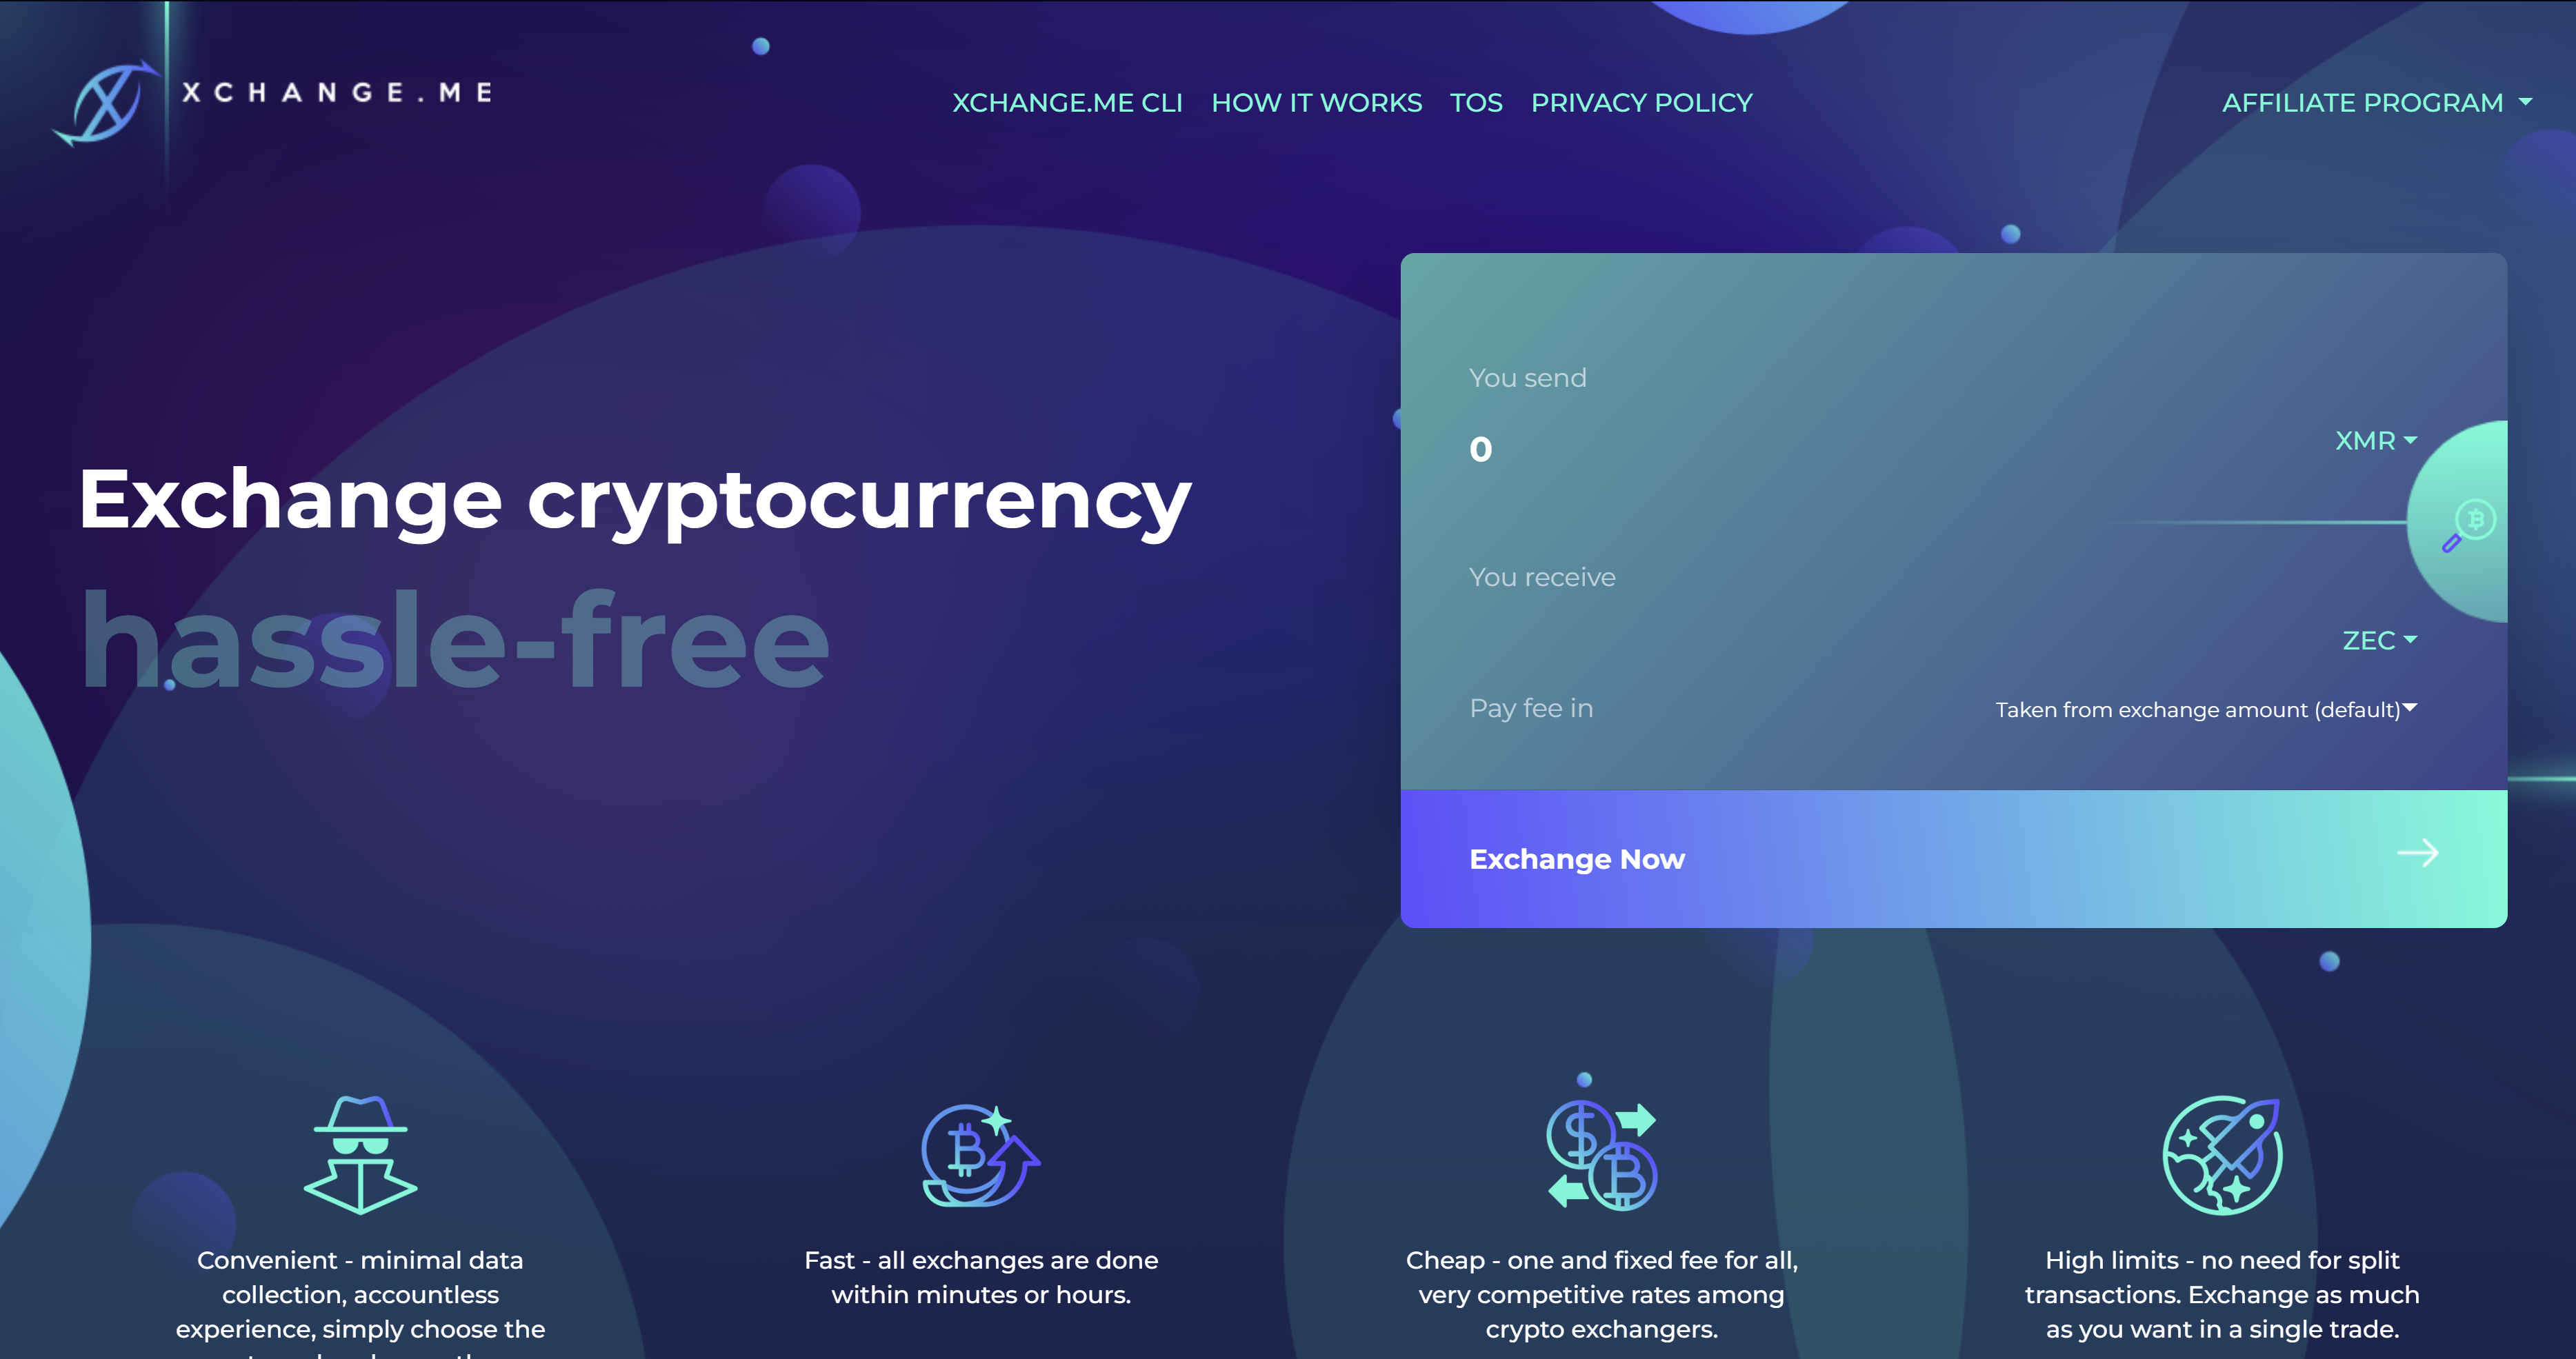 XCHANGE.ME
XCHANGE.ME CLI HOW IT WORKS TOS PRIVACY POLICY
AFFILIATE PROGRAM
Exchange cryptocurrency
hassle-free
You send
0
XMR
You receive
ZEC
Pay fee in
Taken from exchange amount (default)
Exchange Now
Convenient - minimal data
collection, accountless
experience, simply choose the
Fast - all exchanges are done
within minutes or hours.
Cheap - one and fixed fee for all,
very competitive rates among
crypto exchangers.
High limits - no need for split
transactions. Exchange as much
as you want in a single trade.